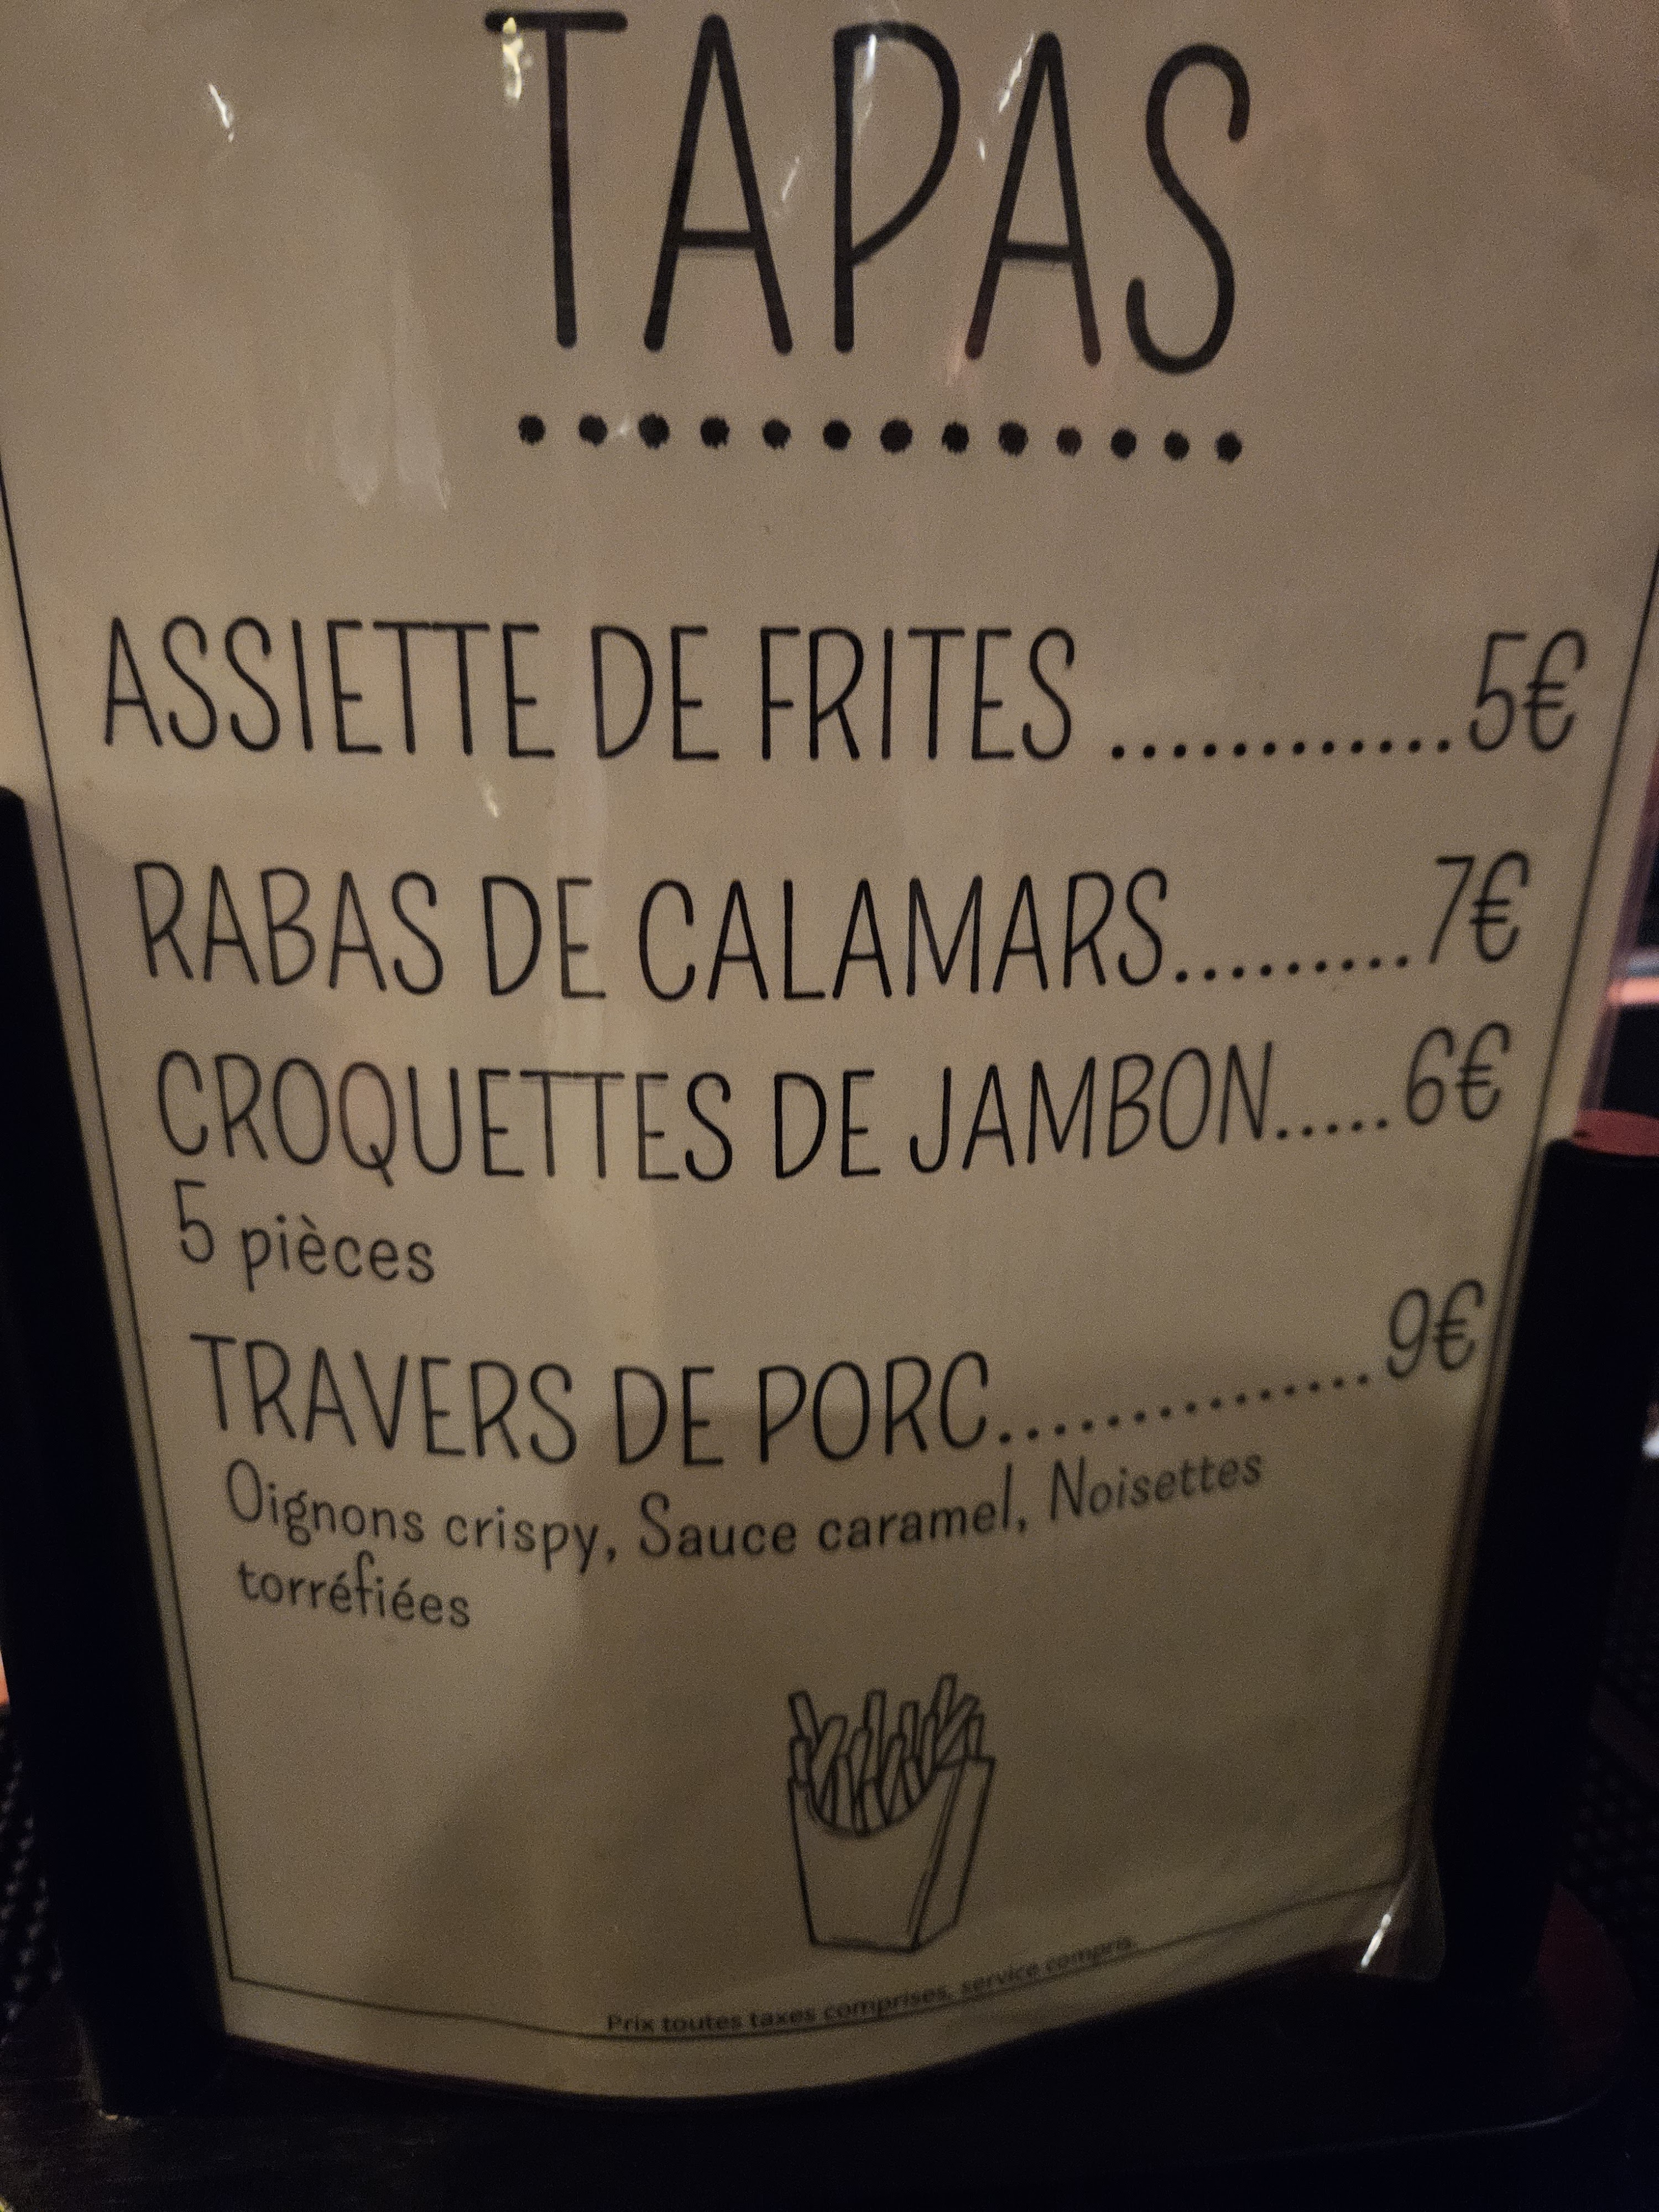 TAPAS
ASSIETTE DE FRITES ............5€
RABAS DE CALAMARS.........7€
CROQUETTES DE JAMBON.....6€
5 pièces
TRAVERS DE PORC...............9€
Oignons crispy, Sauce caramel, Noisettes
torréfiées
Prix toutes taxes comprises, service compris.